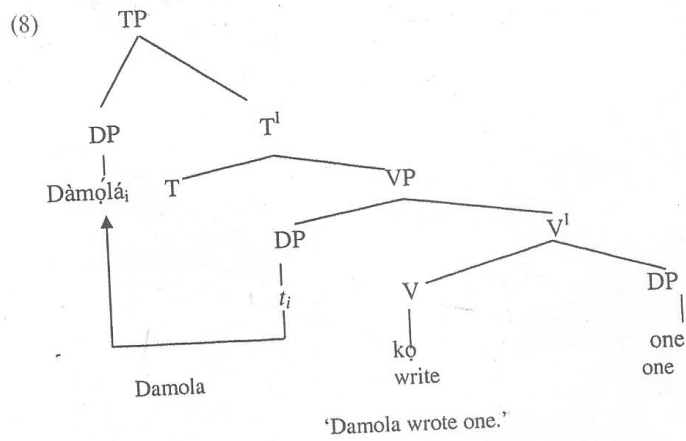 (8) TP
DP T^I
Dàmọ́lá_i T VP
DP V^I
t_i V DP
kọ one
write one
Damola
‘Damola wrote one.’